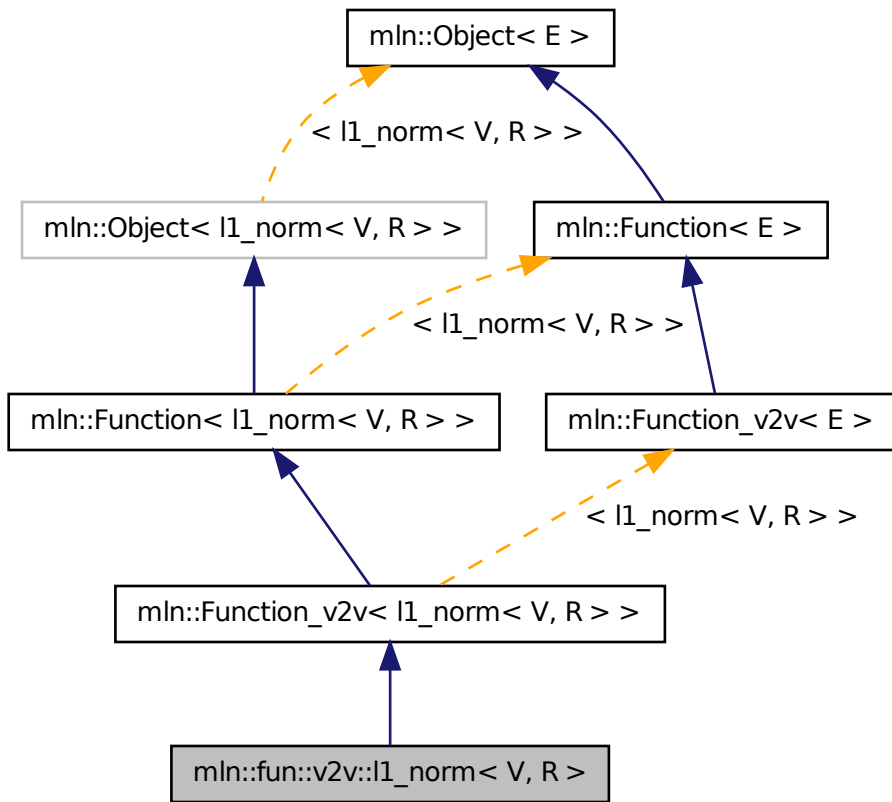 mln::Object< E >
< l1_norm< V, R > >
mln::Object< l1_norm< V, R > >
mln::Function< E >
< l1_norm< V, R > >
mln::Function< l1_norm< V, R > >
mln::Function_v2v< E >
< l1_norm< V, R > >
mln::Function_v2v< l1_norm< V, R > >
mln::fun::v2v::l1_norm< V, R >